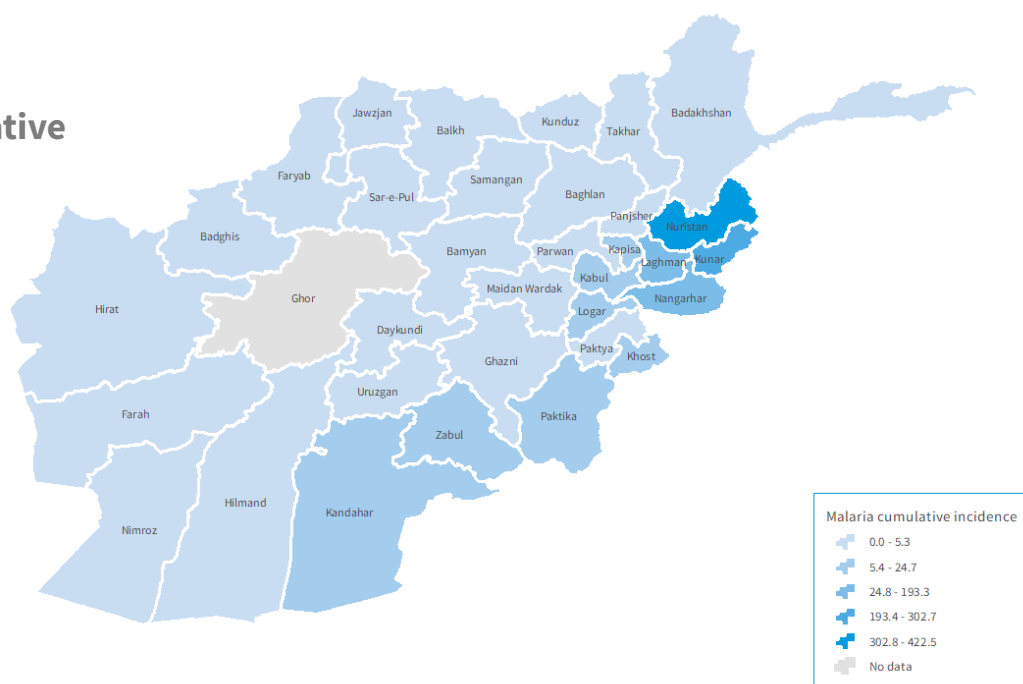 ative
Badakhshan
Jawzjan
Kunduz
Balkh
Takhar
Faryab
Samangan
Sar-e-Pul
Baghlan
Panjsher
Nuristan
Badghis
Bamyan
Parwan
Kapisa
Laghman
Kunar
Kabul
Maidan Wardak
Ghor
Nangarhar
Hirat
Logar
Daykundi
Paktya
Khost
Ghazni
Uruzgan
Farah
Paktika
Zabul
Hilmand
Kandahar
Nimroz
Malaria cumulative incidence
0.0 - 5.3
5.4 - 24.7
24.8 - 193.3
193.4 - 302.7
302.8 - 422.5
No data